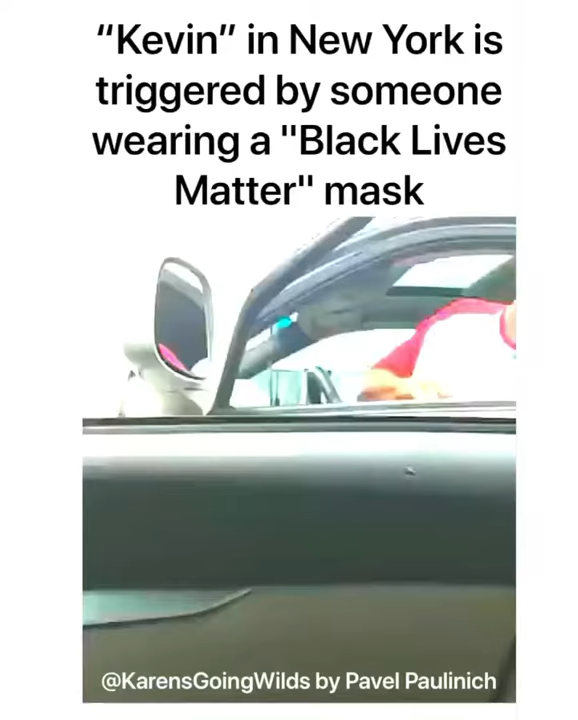 “Kevin” in New York is
triggered by someone
wearing a "Black Lives
Matter" mask
@KarensGoingWilds by Pavel Paulinich